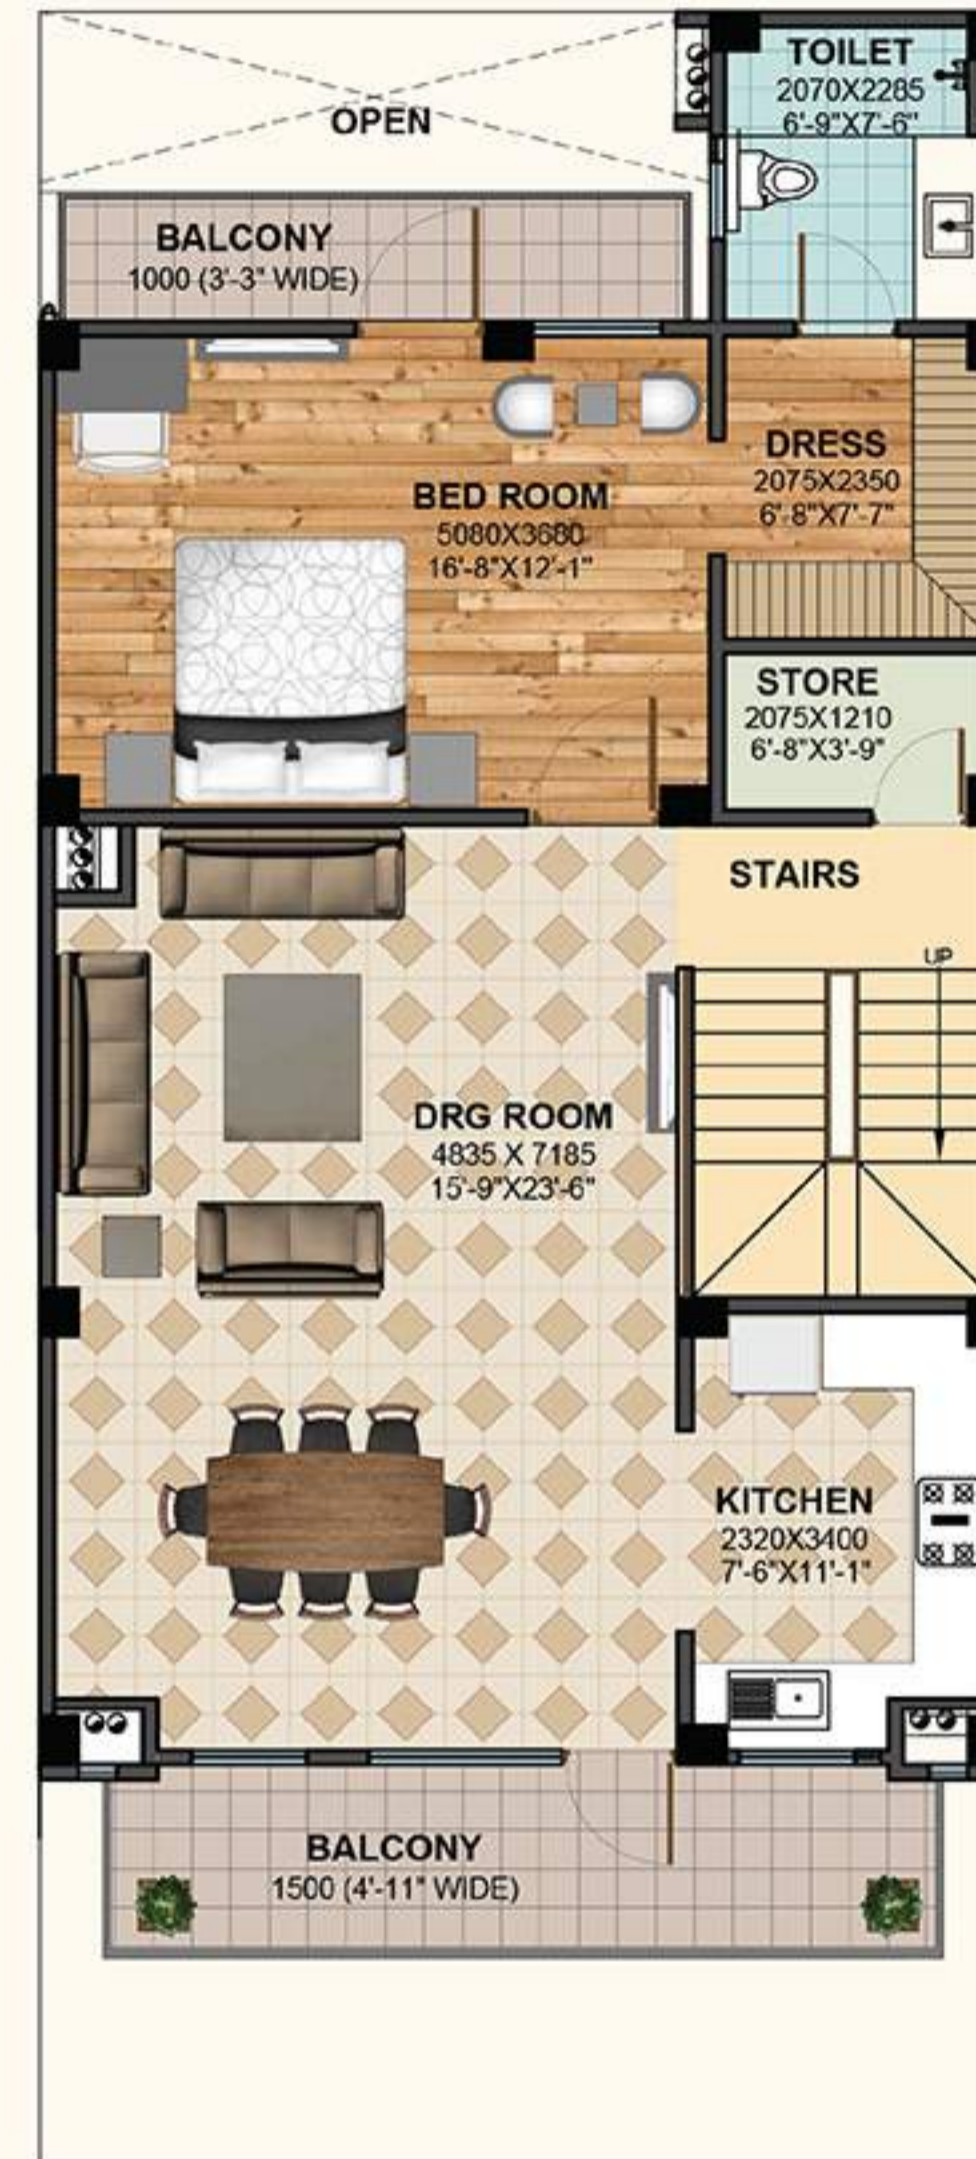 TOILET
2070X2285
6'-9"X7'-6"
OPEN
BALCONY
1000 (3'-3" WIDE)
DRESS
2075X2350
6'-8"X7'-7"
BED ROOM
5080X3680
16'-8"X12'-1"
STORE
2075X1210
6'-8"X3'-9"
STAIRS
UP
DRG ROOM
4835 X 7185
15'-9"X23'-6"
KITCHEN
2320X3400
7'-6"X11'-1"
BALCONY
1500 (4'-11" WIDE)